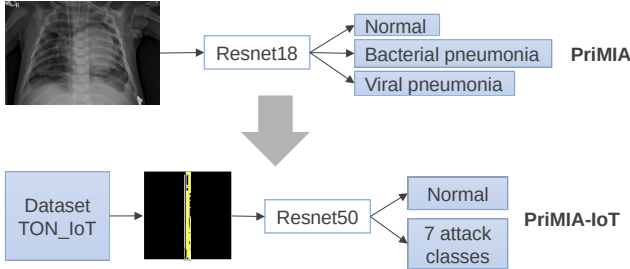 Normal
Resnet18
Bacterial pneumonia
PriMIA
Viral pneumonia
Dataset
TON_IoT
Resnet50
Normal
PriMIA-IoT
7 attack
classes